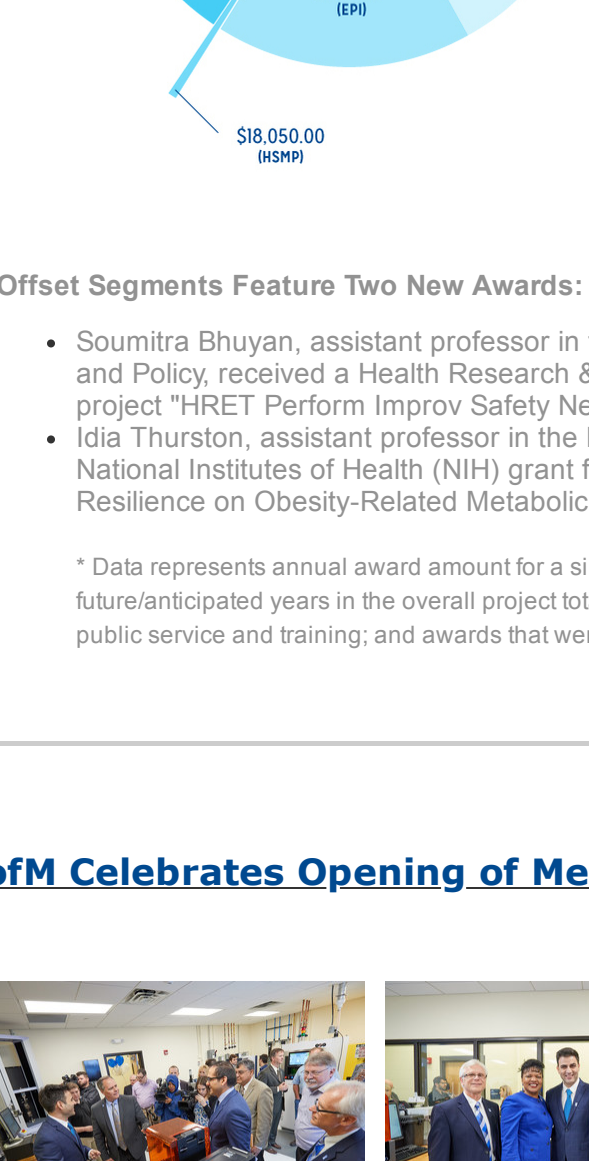 (EPI)
$18,050.00
(HSMP)
Offset Segments Feature Two New Awards:
Soumitra Bhuyan, assistant professor in
and Policy, received a Health Research &
project "HRET Perform Improv Safety Ne
Idia Thurston, assistant professor in the
National Institutes of Health (NIH) grant
Resilience on Obesity-Related Metabolic
* Data represents annual award amount for a si
future/anticipated years in the overall project tot
public service and training; and awards that wer
ofM Celebrates Opening of Me